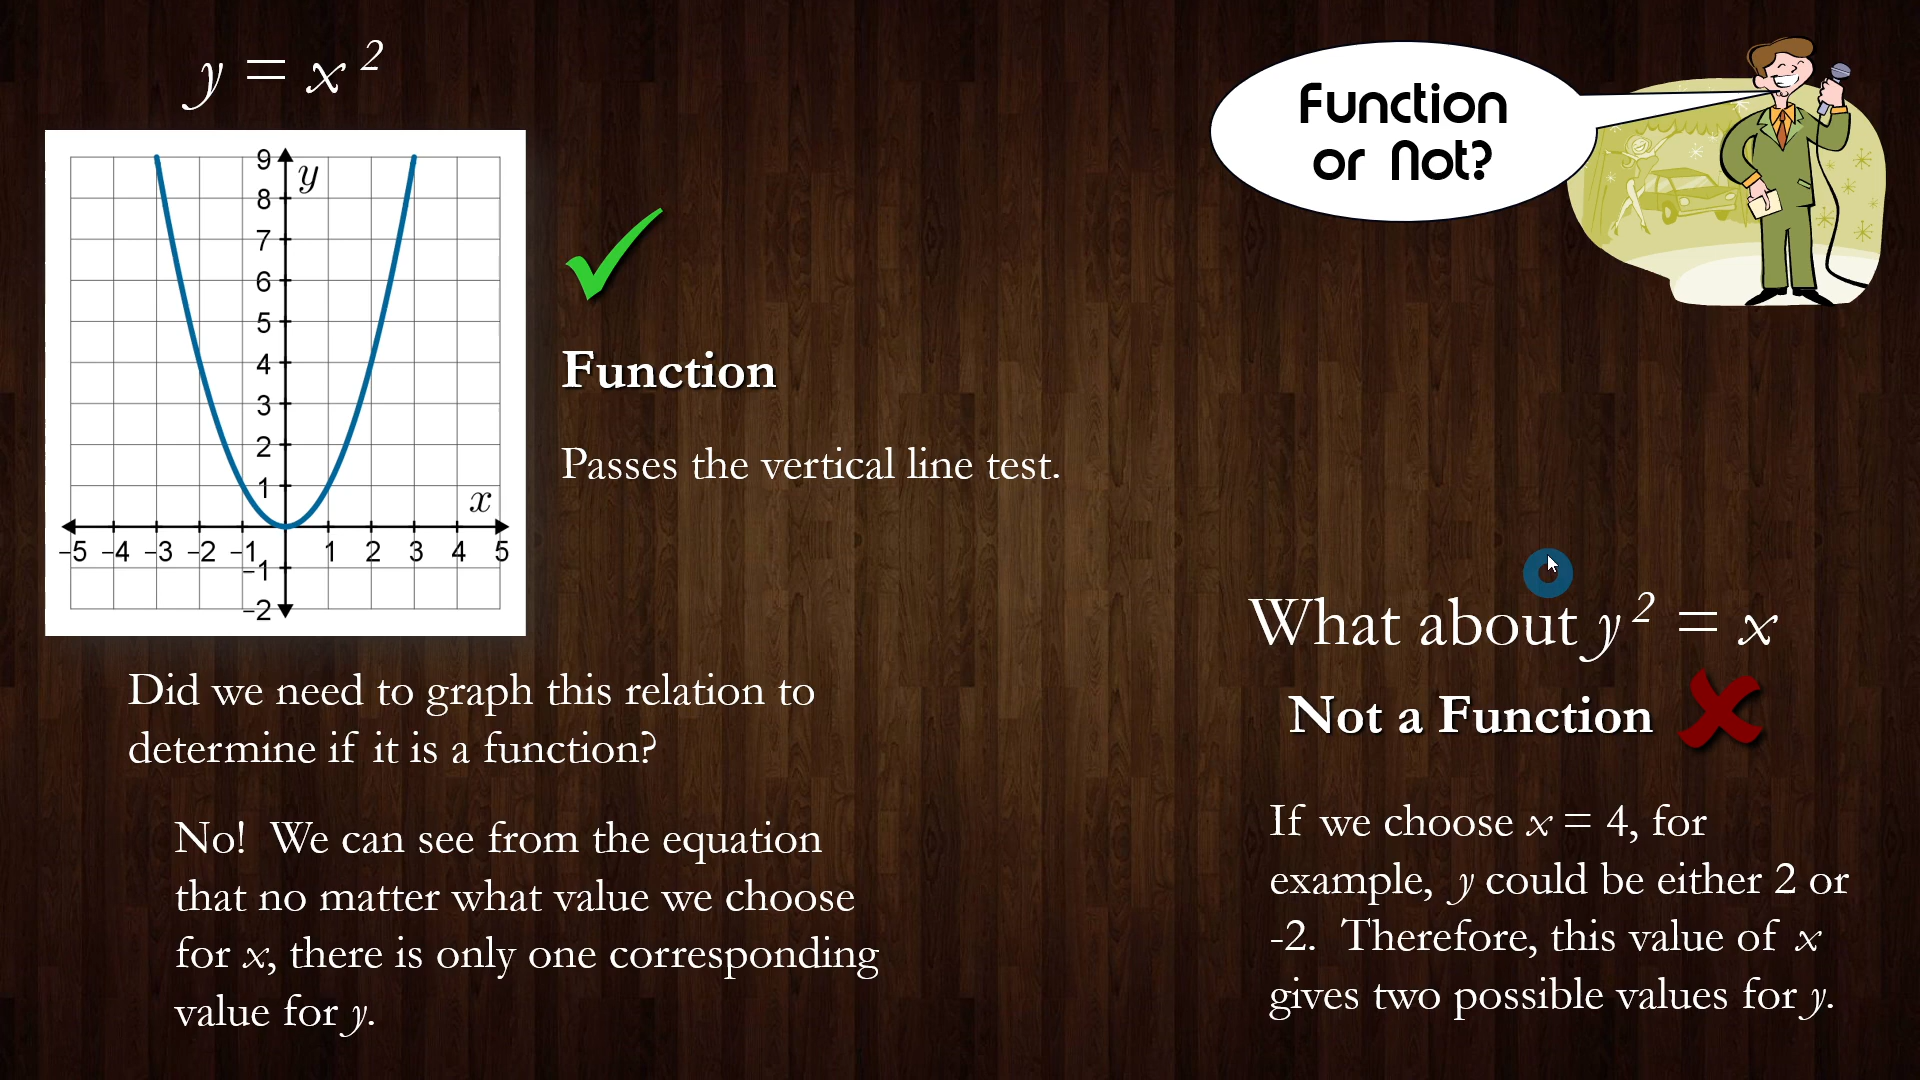 y = x²
Function
or Not?
9
y
8
7
6
5
4
3
2
1
x
–5 –4 –3 –2 –1 1 2 3 4 5
–1
–2
Function
Passes the vertical line test.
Did we need to graph this relation to
determine if it is a function?
No!  We can see from the equation
that no matter what value we choose
for x, there is only one corresponding
value for y.
What about y² = x
Not a Function
If we choose x = 4, for
example, y could be either 2 or
-2.  Therefore, this value of x
gives two possible values for y.